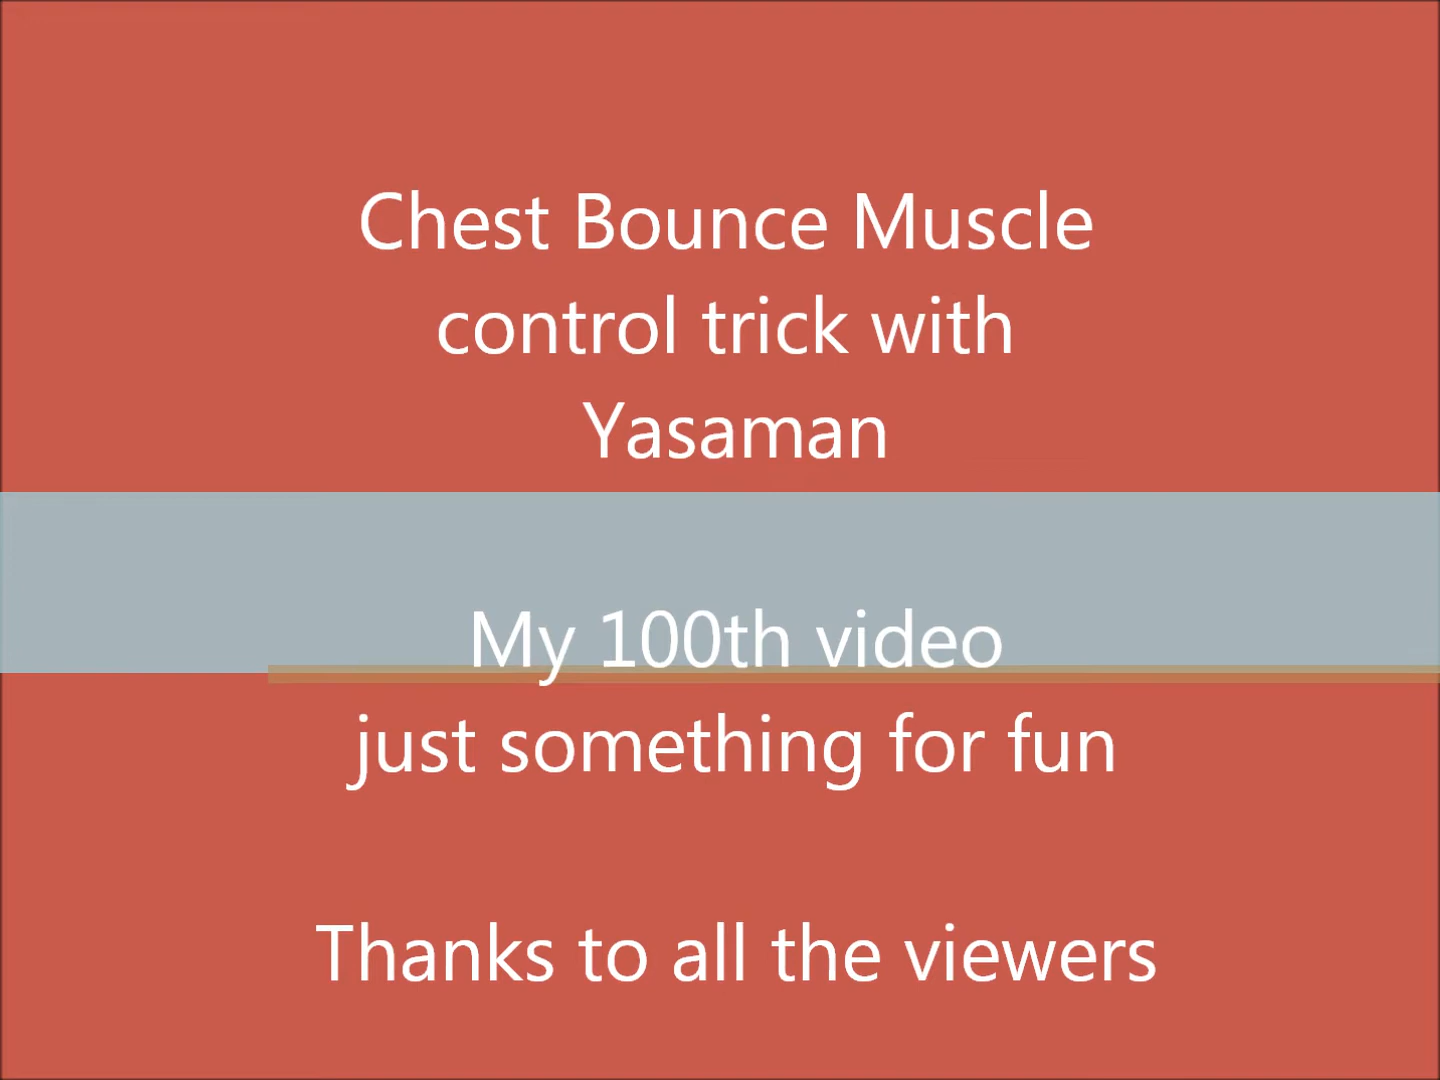 Chest Bounce Muscle
control trick with
Yasaman
My 100th video
just something for fun
Thanks to all the viewers